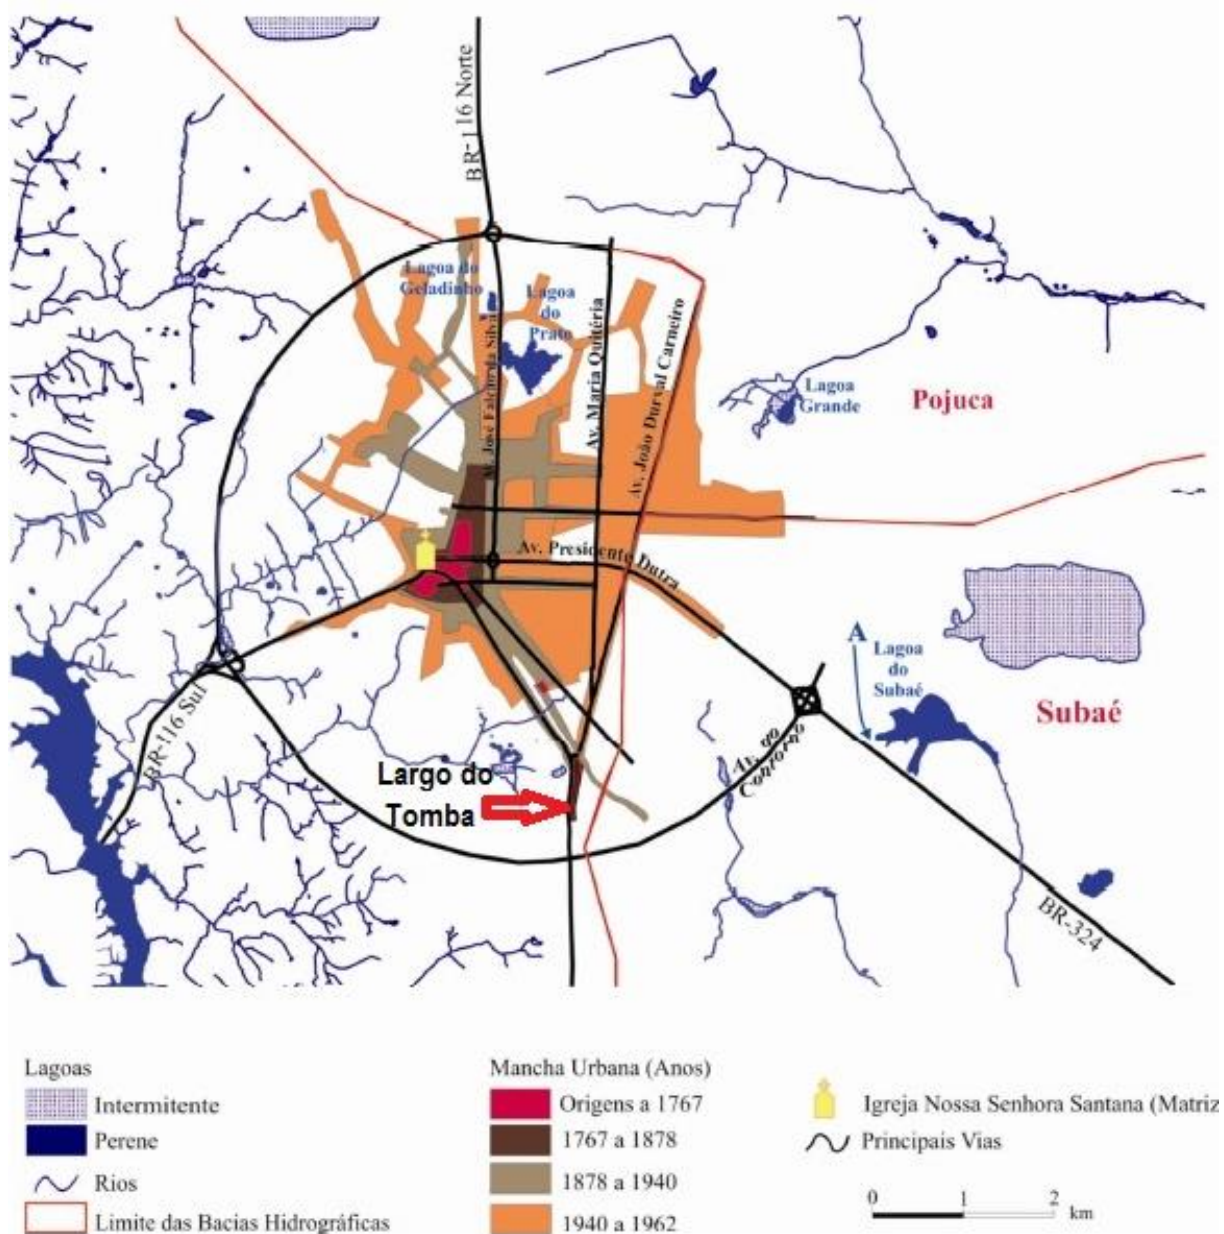 BR-116 Norte
Lagoa do
Geladinho
Lagoa
do
Prato
Av. José Falcão da Silva
Av. Maria Quitéria
Av. João Durval Carneiro
Lagoa
Grande
Pojuca
Av. Presidente Dutra
A
Lagoa
do
Subaé
Subaé
BR-116 Sul
Largo do
Tomba
Av. do
Contorno
BR-324
Lagoas
Intermitente
Perene
Rios
Limite das Bacias Hidrográficas
Mancha Urbana (Anos)
Origens a 1767
1767 a 1878
1878 a 1940
1940 a 1962
Igreja Nossa Senhora Santana (Matriz
Principais Vias
0 1 2
km